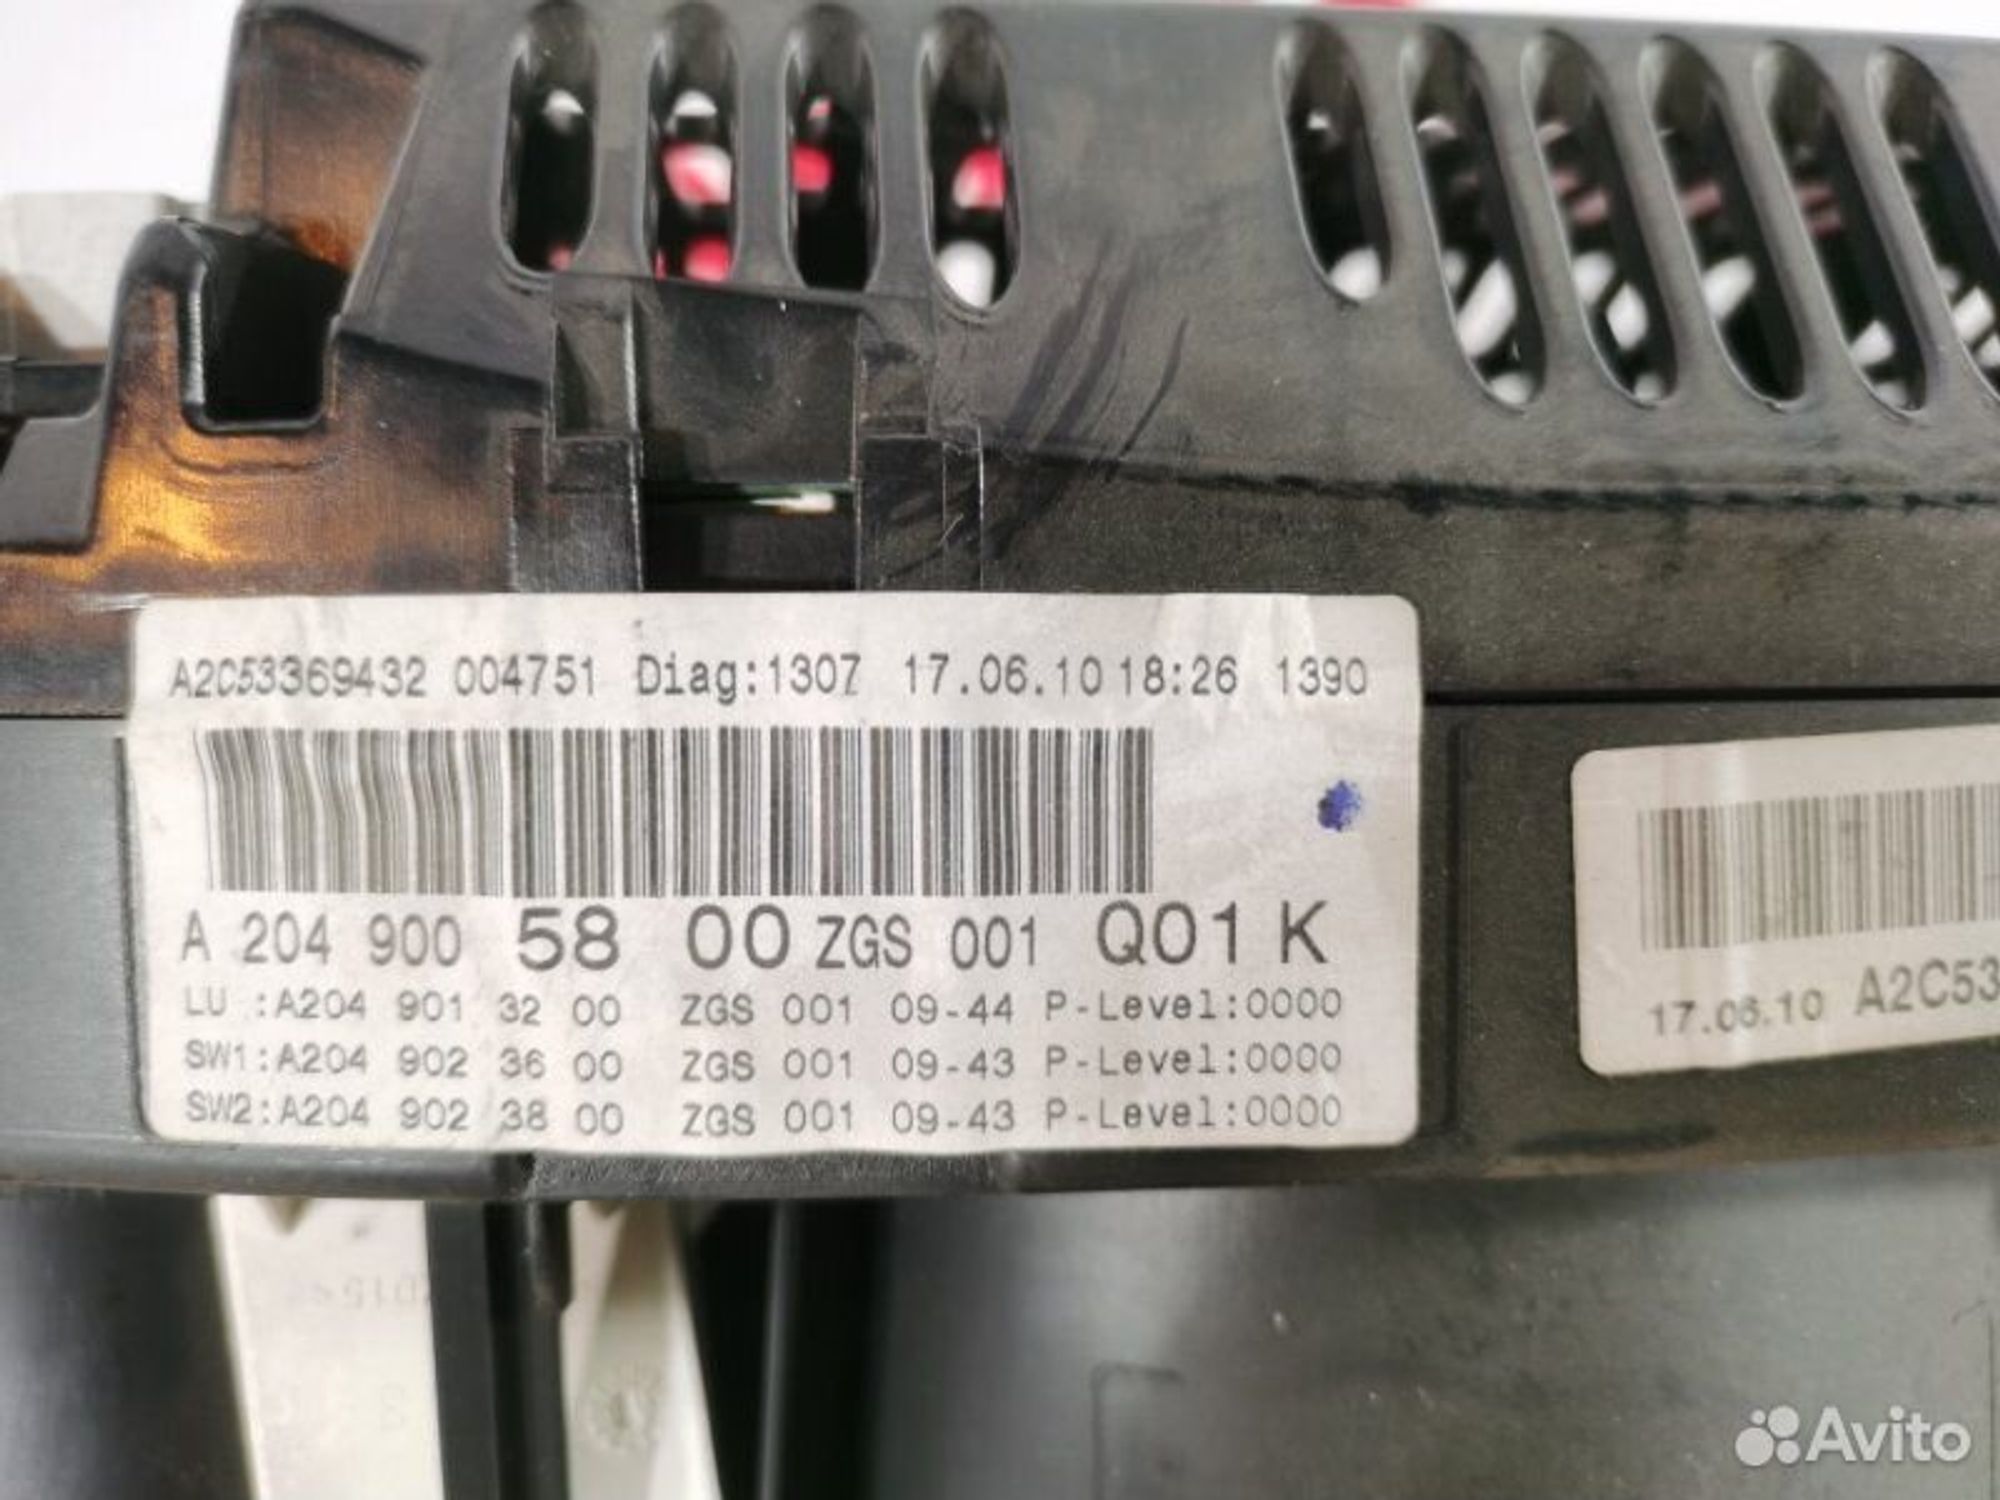 A2C53369432 004751 Diag:1307 17.06.10 18:26 1390
A 204 900 58 00 ZGS 001 Q01 K
LU :A204 901 32 00 ZGS 001 09-44 P-Level:0000
SW1:A204 902 36 00 ZGS 001 09-43 P-Level:0000
SW2:A204 902 38 00 ZGS 001 09-43 P-Level:0000
17.06.10 A2C53
Avito